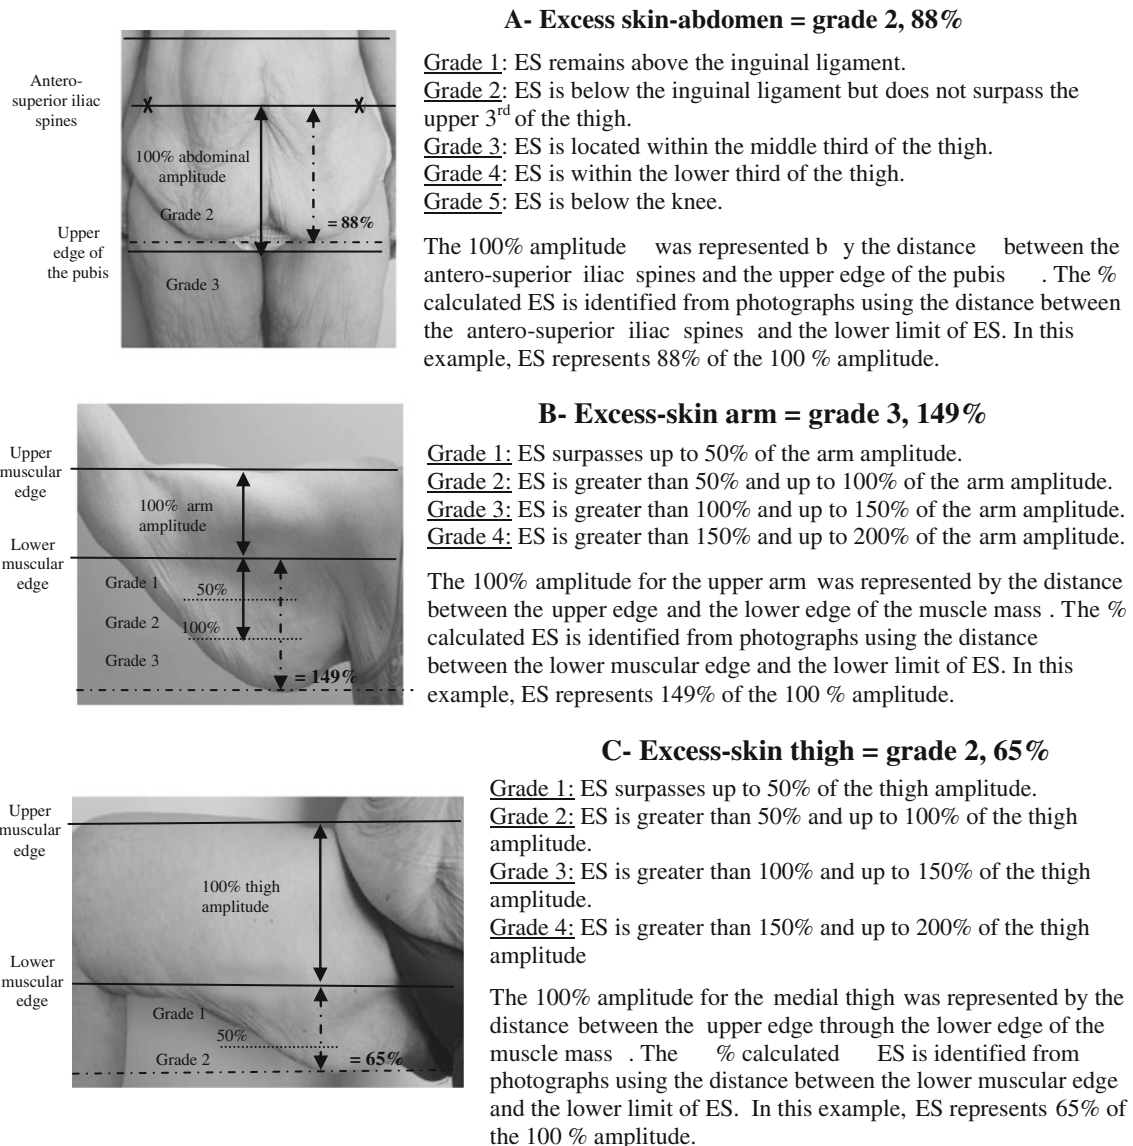 A- Excess skin-abdomen = grade 2, 88%
Antero-
superior iliac
spines
100% abdominal
amplitude
Grade 2
= 88%
Upper
edge of
the pubis
Grade 3
Grade 1: ES remains above the inguinal ligament.
Grade 2: ES is below the inguinal ligament but does not surpass the
upper 3rd of the thigh.
Grade 3: ES is located within the middle third of the thigh.
Grade 4: ES is within the lower third of the thigh.
Grade 5: ES is below the knee.
The 100% amplitude was represented b y the distance between the
antero-superior iliac spines and the upper edge of the pubis . The %
calculated ES is identified from photographs using the distance between
the antero-superior iliac spines and the lower limit of ES. In this
example, ES represents 88% of the 100 % amplitude.
B- Excess-skin arm = grade 3, 149%
Upper
muscular
edge
100% arm
amplitude
Lower
muscular
edge
Grade 1
50%
Grade 2
100%
Grade 3
= 149%
Grade 1: ES surpasses up to 50% of the arm amplitude.
Grade 2: ES is greater than 50% and up to 100% of the arm amplitude.
Grade 3: ES is greater than 100% and up to 150% of the arm amplitude.
Grade 4: ES is greater than 150% and up to 200% of the arm amplitude.
The 100% amplitude for the upper arm was represented by the distance
between the upper edge and the lower edge of the muscle mass . The %
calculated ES is identified from photographs using the distance
between the lower muscular edge and the lower limit of ES. In this
example, ES represents 149% of the 100 % amplitude.
C- Excess-skin thigh = grade 2, 65%
Upper
muscular
edge
100% thigh
amplitude
Lower
muscular
edge
Grade 1
50%
Grade 2
= 65%
Grade 1: ES surpasses up to 50% of the thigh amplitude.
Grade 2: ES is greater than 50% and up to 100% of the thigh
amplitude.
Grade 3: ES is greater than 100% and up to 150% of the thigh
amplitude.
Grade 4: ES is greater than 150% and up to 200% of the thigh
amplitude
The 100% amplitude for the medial thigh was represented by the
distance between the upper edge through the lower edge of the
muscle mass . The % calculated ES is identified from
photographs using the distance between the lower muscular edge
and the lower limit of ES. In this example, ES represents 65% of
the 100 % amplitude.